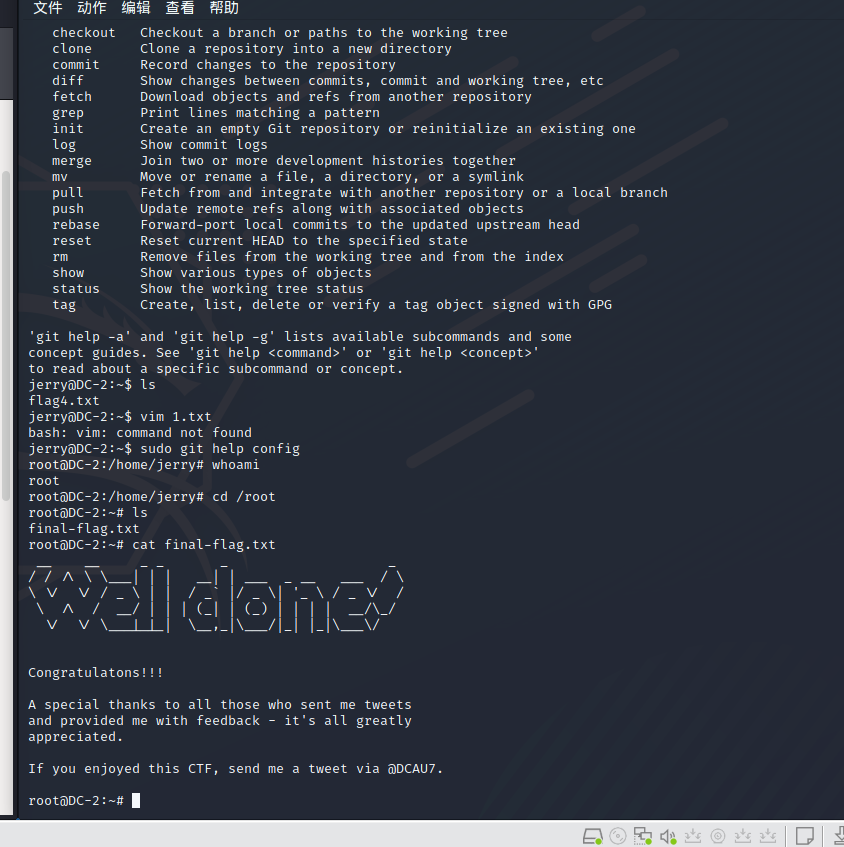 文件 动作 编辑 查看 帮助
checkout Checkout a branch or paths to the working tree
clone Clone a repository into a new directory
commit Record changes to the repository
diff Show changes between commits, commit and working tree, etc
fetch Download objects and refs from another repository
grep Print lines matching a pattern
init Create an empty Git repository or reinitialize an existing one
log Show commit logs
merge Join two or more development histories together
mv Move or rename a file, a directory, or a symlink
pull Fetch from and integrate with another repository or a local branch
push Update remote refs along with associated objects
rebase Forward-port local commits to the updated upstream head
reset Reset current HEAD to the specified state
rm Remove files from the working tree and from the index
show Show various types of objects
status Show the working tree status
tag Create, list, delete or verify a tag object signed with GPG
'git help -a' and 'git help -g' lists available subcommands and some
concept guides. See 'git help <command>' or 'git help <concept>'
to read about a specific subcommand or concept.
jerry@DC-2:~$ ls
flag4.txt
jerry@DC-2:~$ vim 1.txt
bash: vim: command not found
jerry@DC-2:~$ sudo git help config
root@DC-2:/home/jerry# whoami
root
root@DC-2:/home/jerry# cd /root
root@DC-2:~# ls
final-flag.txt
root@DC-2:~# cat final-flag.txt
Well done!
Congratulatons!!!
A special thanks to all those who sent me tweets
and provided me with feedback - it's all greatly
appreciated.
If you enjoyed this CTF, send me a tweet via @DCAU7.
root@DC-2:~#